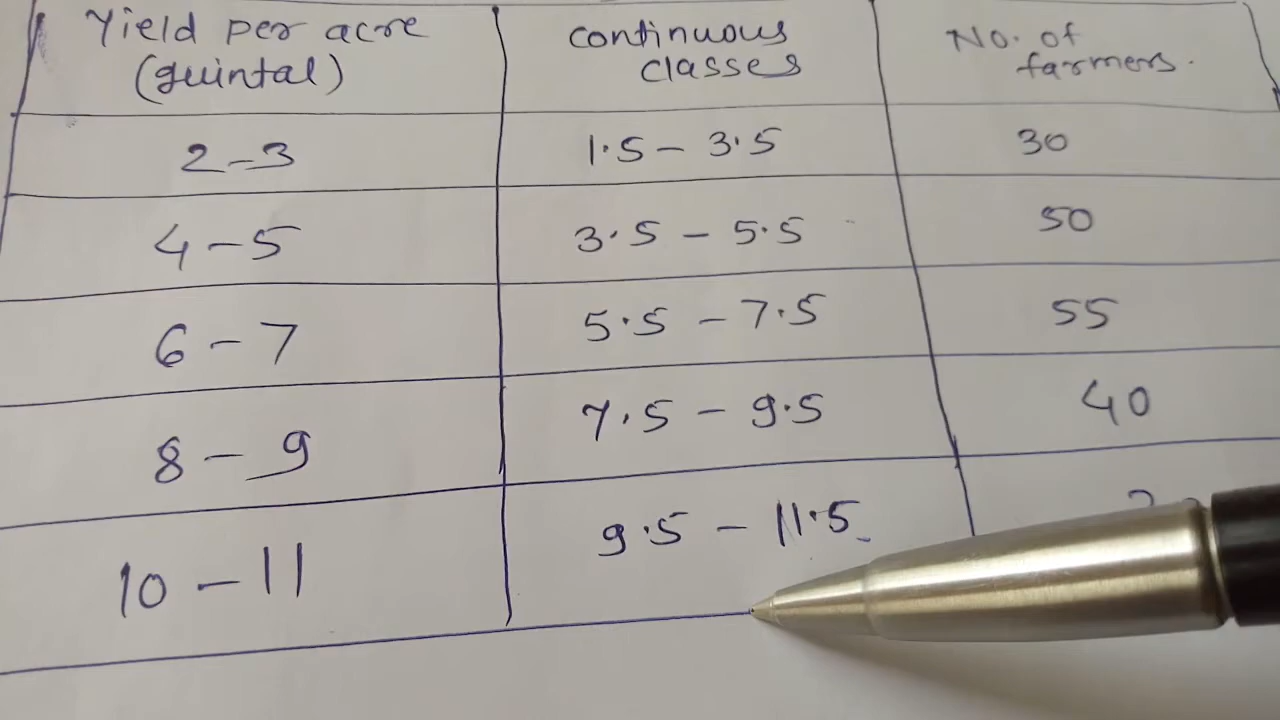 Yield per acre continuous No. of
(quintal) classes farmers.
2-3 1.5 - 3.5 30
4-5 3.5 - 5.5 50
6-7 5.5 - 7.5 55
8-9 7.5 - 9.5 40
10-11 9.5 - 11.5